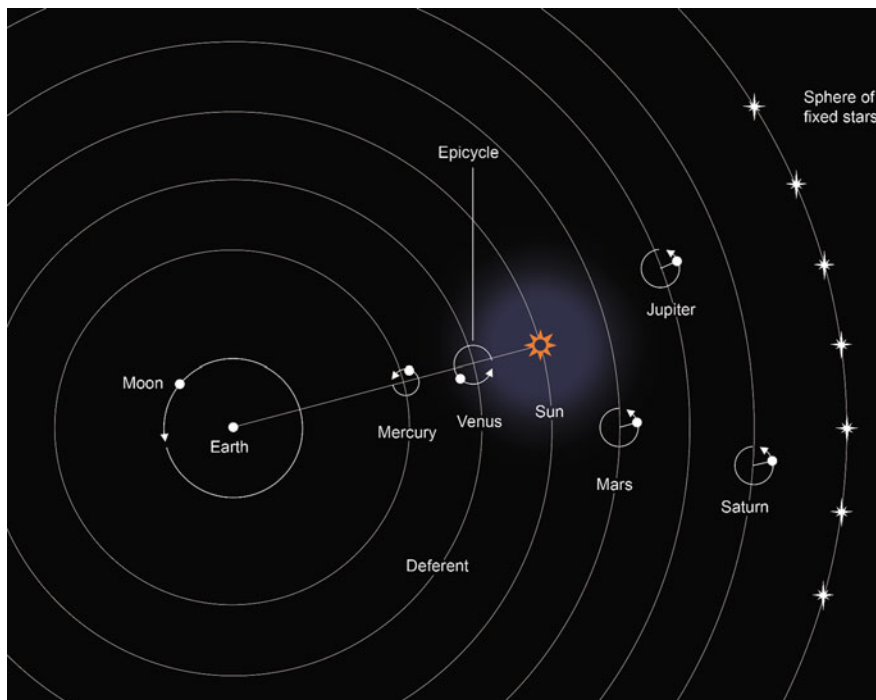 Sphere of
fixed stars
Epicycle
Jupiter
Moon
Earth
Mercury
Venus
Sun
Mars
Saturn
Deferent